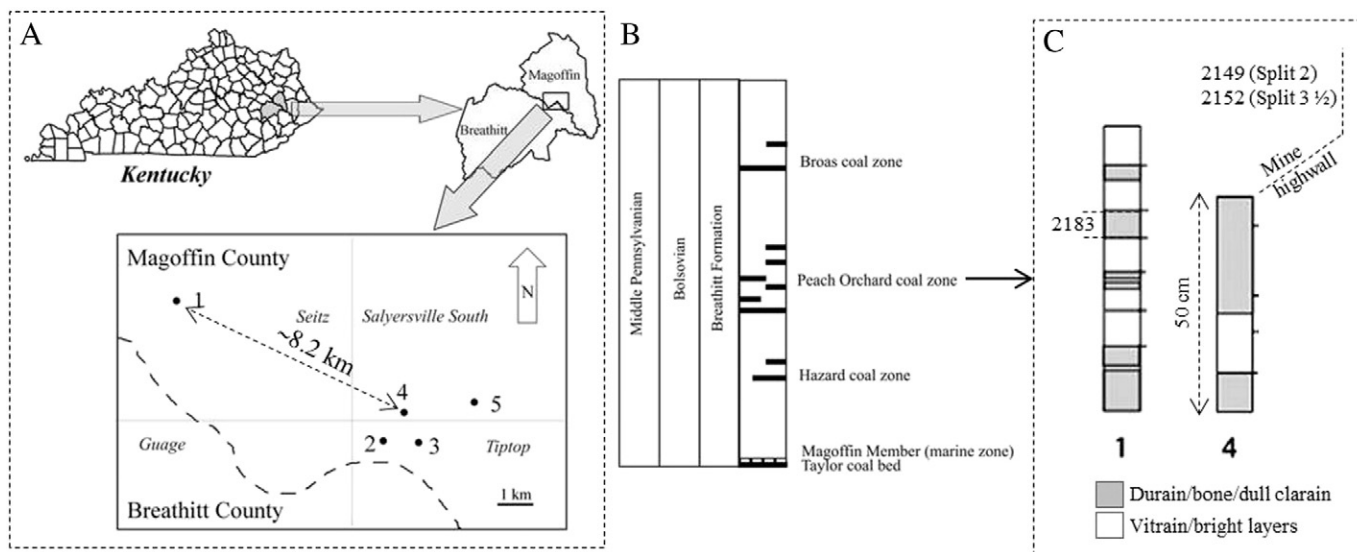 A
Magoffin
Breathitt
Kentucky
Magoffin County
N
1
Seitz
Salyersville South
~8.2 km
4
5
Guage
2
3
Tiptop
1 km
Breathitt County
B
Middle Pennsylvanian
Bolsovian
Breathitt Formation
Broas coal zone
Peach Orchard coal zone
Hazard coal zone
Magoffin Member (marine zone)
Taylor coal bed
C
2149 (Split 2)
2152 (Split 3 ½)
Mine
highwall
2183
50 cm
1
4
Durain/bone/dull clarain
Vitrain/bright layers